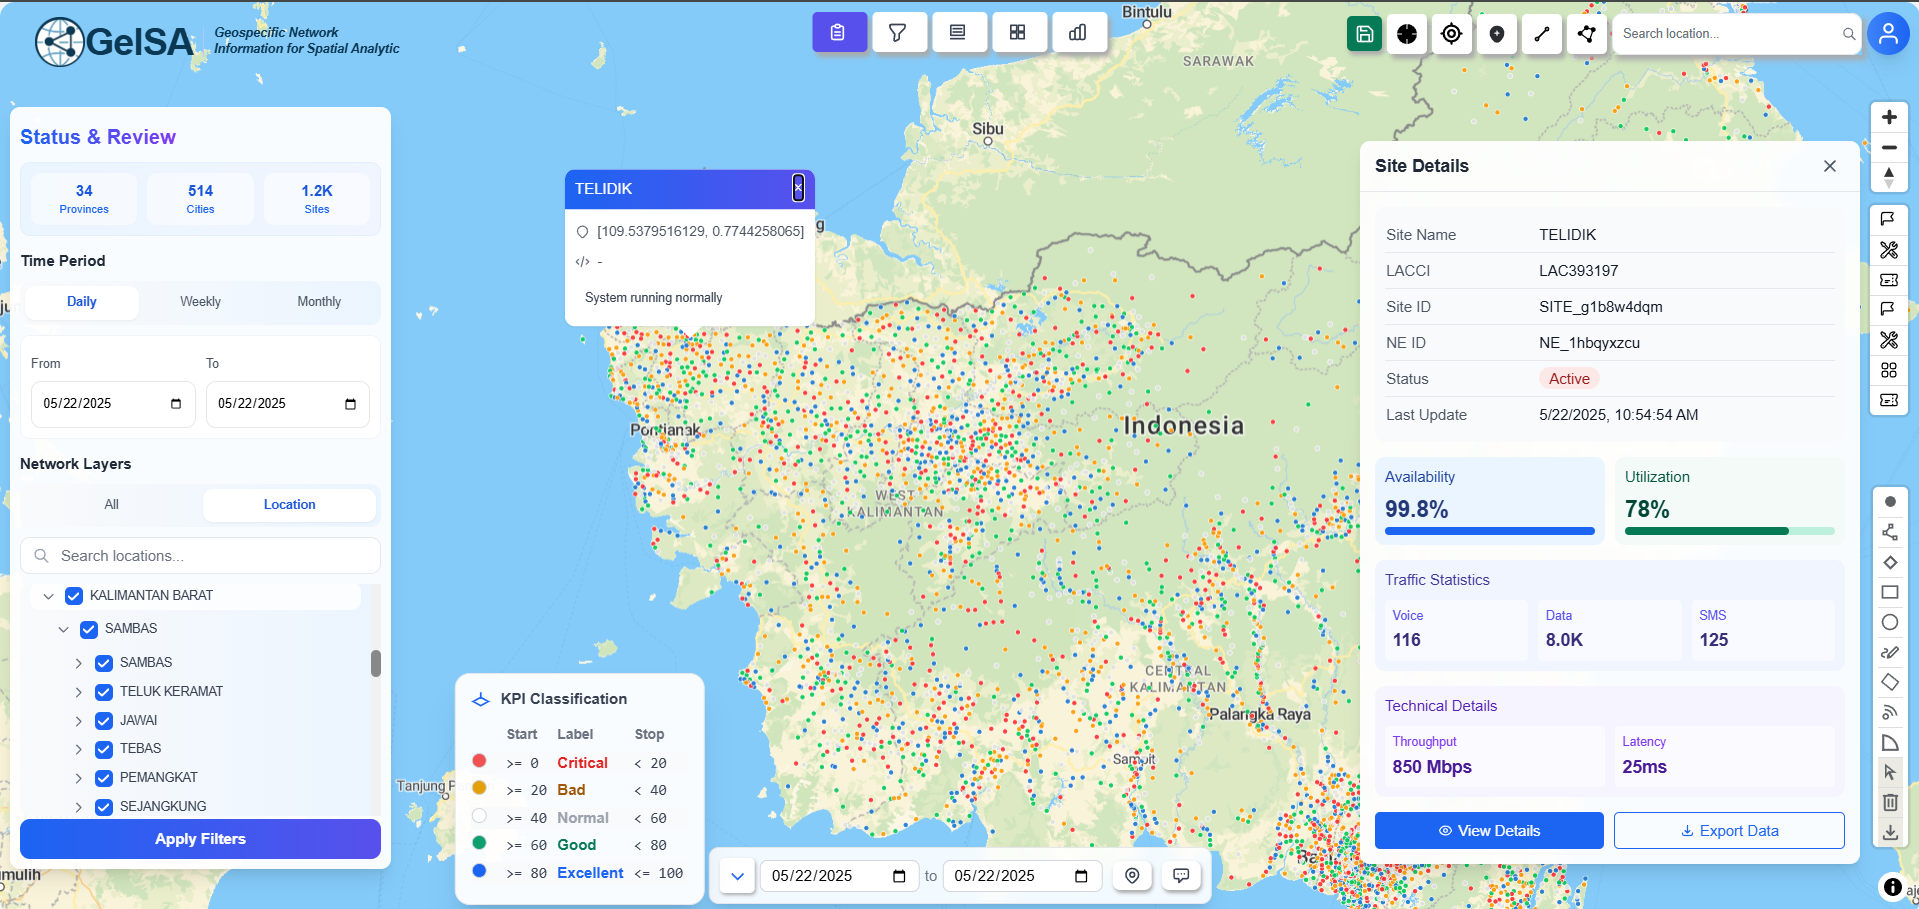 GeISA
Geospecific Network
Information for Spatial Analytic
Search location...
Status & Review
34
Provinces
514
Cities
1.2K
Sites
Time Period
Daily
Weekly
Monthly
From
To
05/22/2025
05/22/2025
Network Layers
All
Location
Search locations...
KALIMANTAN BARAT
SAMBAS
SAMBAS
TELUK KERAMAT
JAWAI
TEBAS
PEMANGKAT
SEJANGKUNG
Apply Filters
TELIDIK
[109.5379516129, 0.7744258065]
-
System running normally
Bintulu
SARAWAK
Sibu
Indonesia
Pontianak
WEST
KALIMANTAN
CENTRAL
KALIMANTAN
Palangka Raya
Sampit
Tanjung P
KPI Classification
Start Label Stop
>= 0 Critical < 20
>= 20 Bad < 40
>= 40 Normal < 60
>= 60 Good < 80
>= 80 Excellent <= 100
05/22/2025 to 05/22/2025
Site Details
Site Name TELIDIK
LACCI LAC393197
Site ID SITE_g1b8w4dqm
NE ID NE_1hbqyxzcu
Status Active
Last Update 5/22/2025, 10:54:54 AM
Availability
99.8%
Utilization
78%
Traffic Statistics
Voice
116
Data
8.0K
SMS
125
Technical Details
Throughput
850 Mbps
Latency
25ms
View Details
Export Data